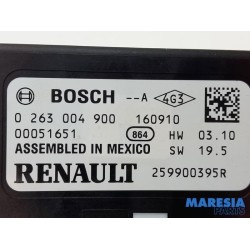 BOSCH --A 4G3
0 263 004 900 160910
00051651 864 HW 03.10
ASSEMBLED IN MEXICO SW 19.5
RENAULT 259900395R
MARESIA
PARTS